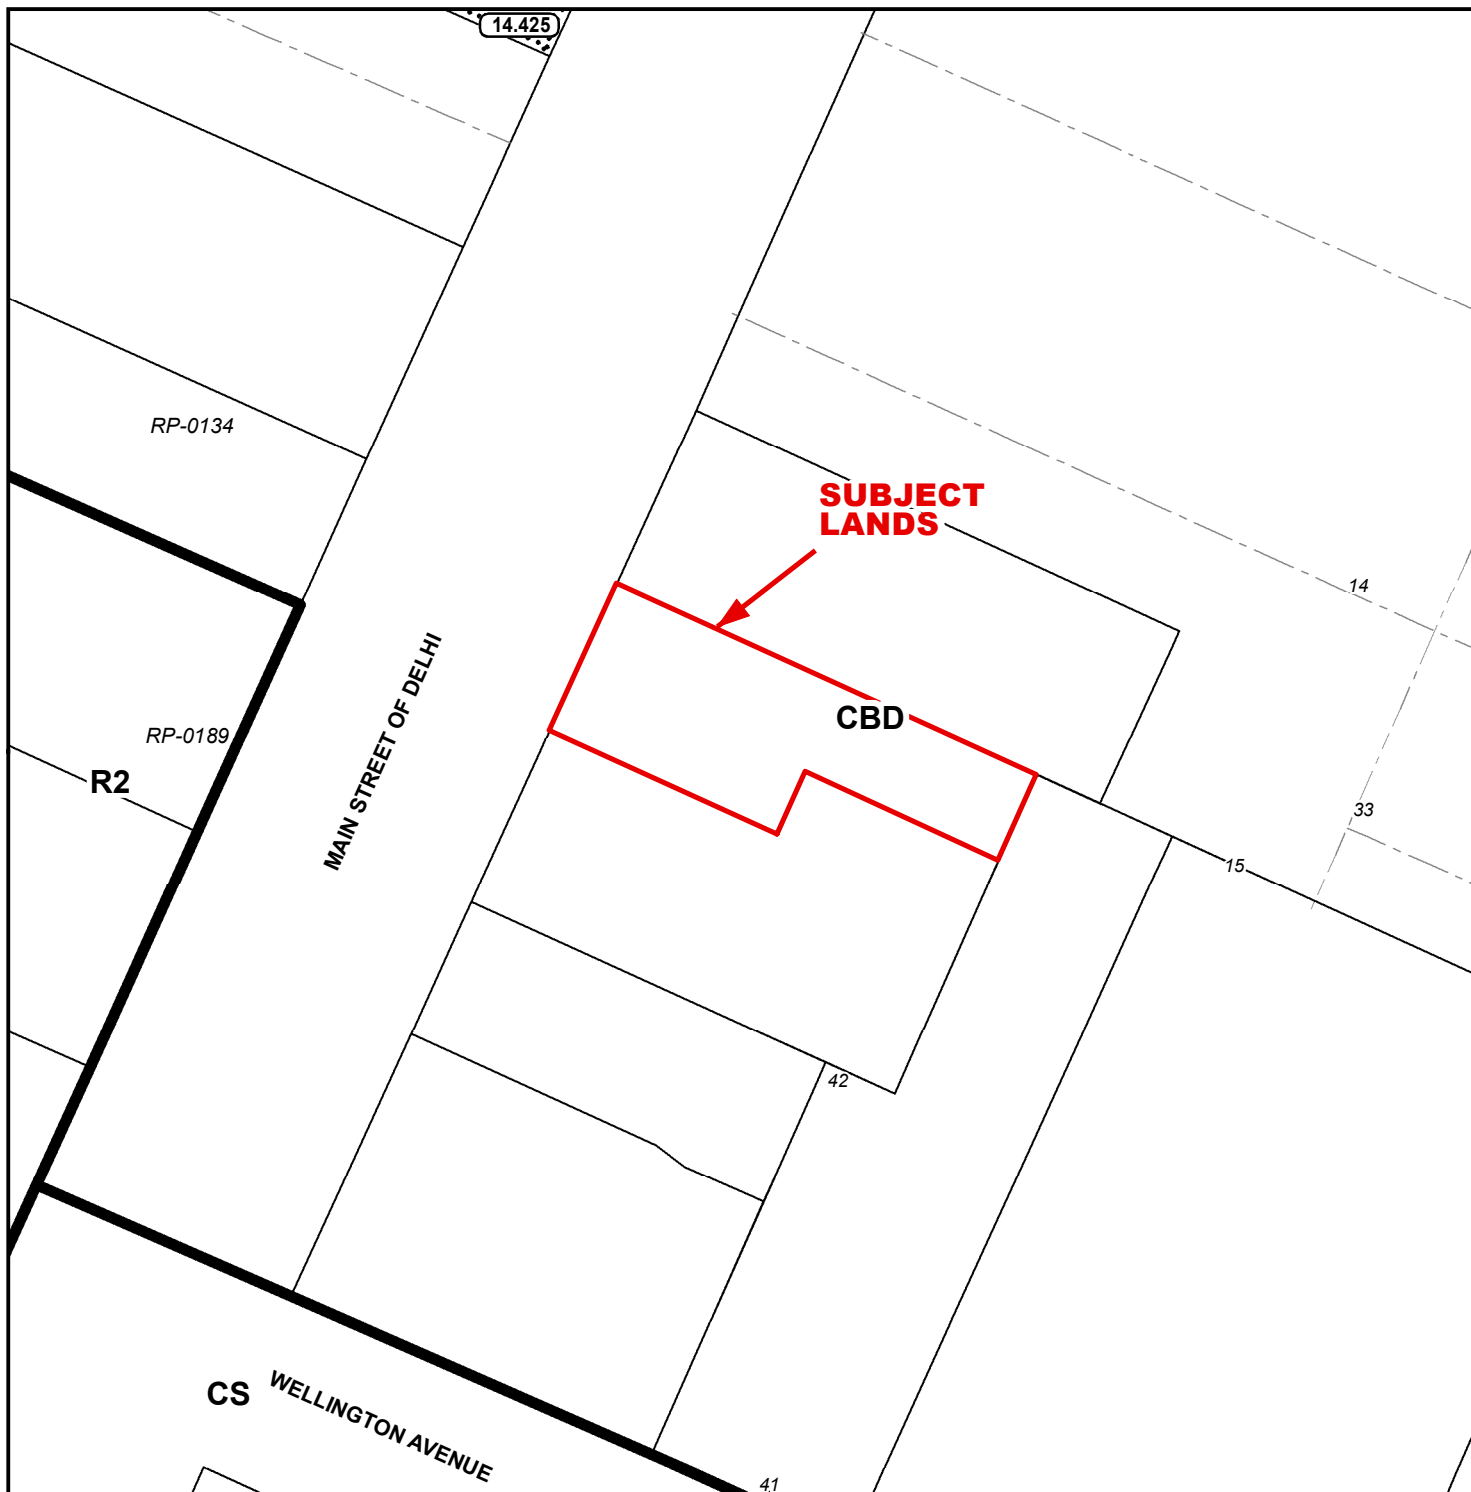 14.425
RP-0134
SUBJECT
LANDS
14
MAIN STREET OF DELHI
CBD
RP-0189
R2
33
15
42
CS
WELLINGTON AVENUE
41